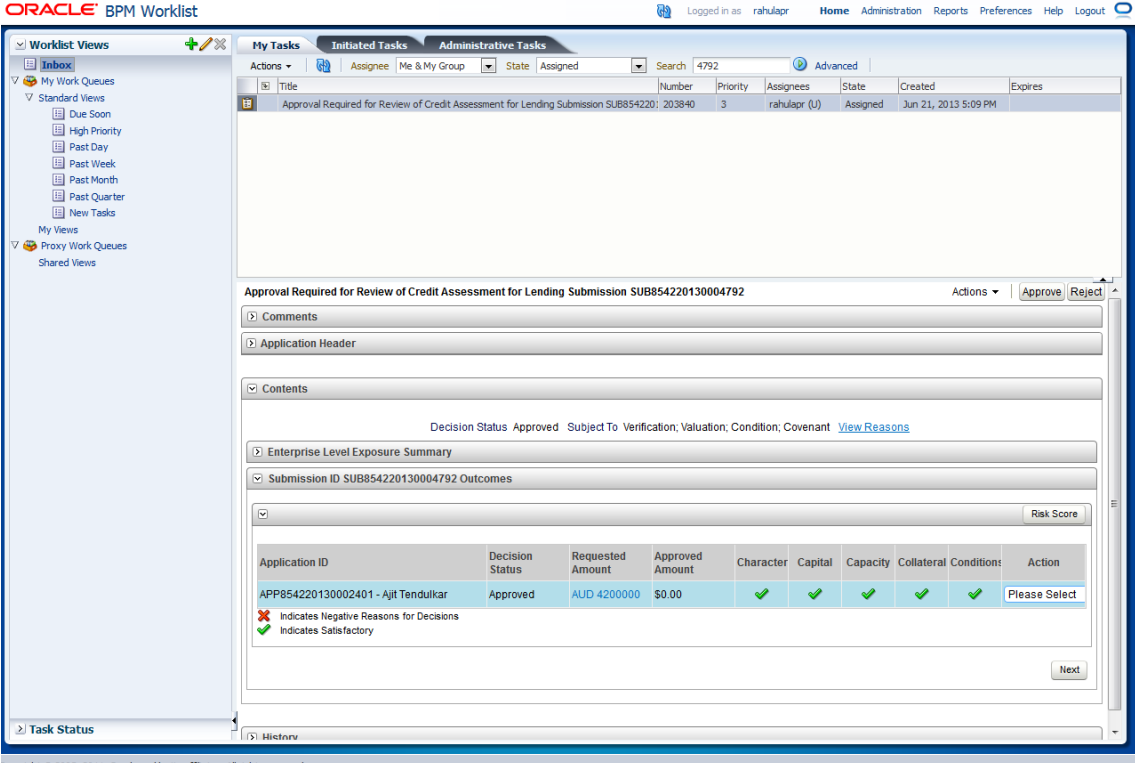 ORACLE BPM Worklist
Logged in as rahulapr Home Administration Reports Preferences Help Logout
Worklist Views
Inbox
My Work Queues
Standard Views
Due Soon
High Priority
Past Day
Past Week
Past Month
Past Quarter
New Tasks
My Views
Proxy Work Queues
Shared Views
Task Status
My Tasks Initiated Tasks Administrative Tasks
Actions Assignee Me & My Group State Assigned Search 4792 Advanced
Title Number Priority Assignees State Created Expires
Approval Required for Review of Credit Assessment for Lending Submission SUB854220: 203840 3 rahulapr (U) Assigned Jun 21, 2013 5:09 PM
Approval Required for Review of Credit Assessment for Lending Submission SUB854220130004792 Actions Approve Reject
Comments
Application Header
Contents
Decision Status Approved Subject To Verification; Valuation; Condition; Covenant View Reasons
Enterprise Level Exposure Summary
Submission ID SUB854220130004792 Outcomes
Risk Score
Application ID Decision Status Requested Amount Approved Amount Character Capital Capacity Collateral Conditions Action
APP854220130002401 - Ajit Tendulkar Approved AUD 4200000 $0.00 Please Select
Indicates Negative Reasons for Decisions
Indicates Satisfactory
Next
History